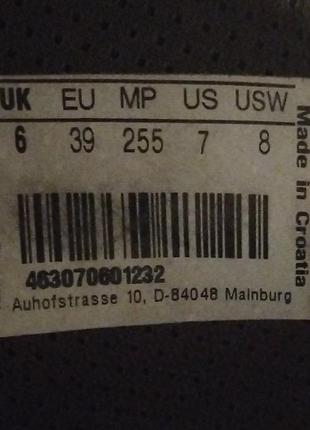 UK EU MP US USW
6 39 255 7 8
463070601232
Auhofstrasse 10, D-84048 Mainburg
Made in Croatia